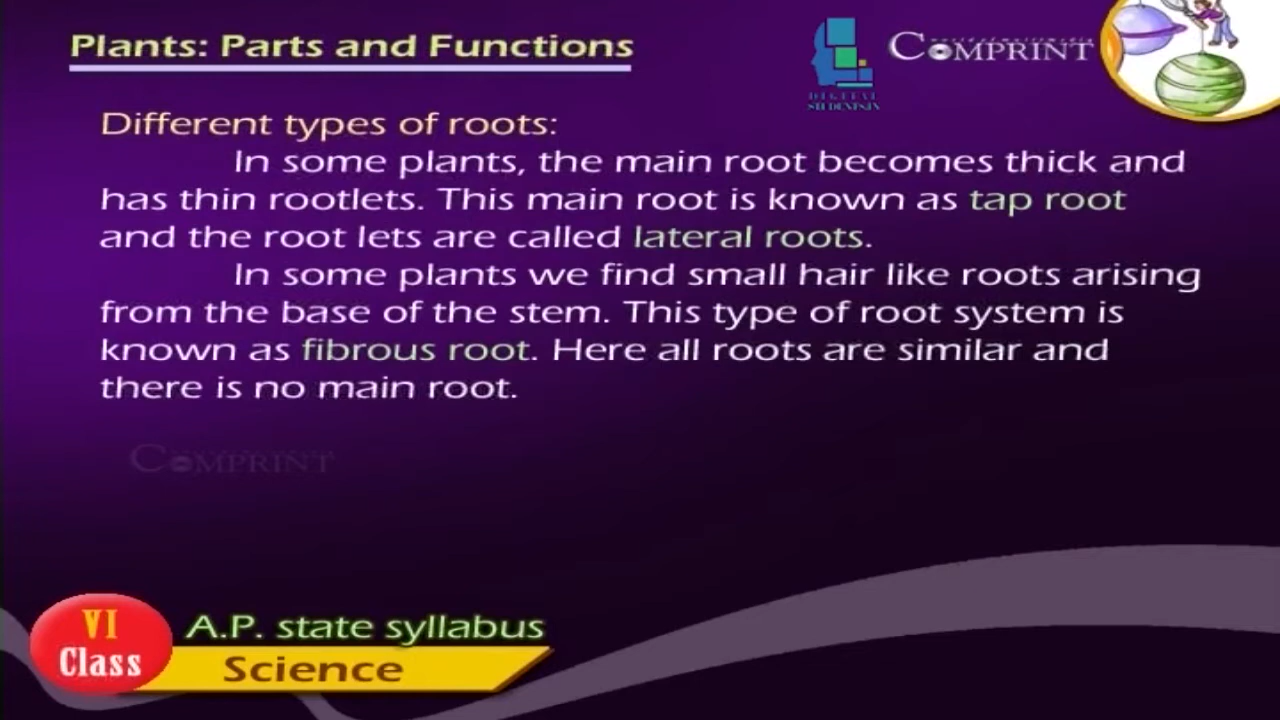 Plants: Parts and Functions
COMPRINT
DIGITAL
STUDENTS.IN
Different types of roots:
In some plants, the main root becomes thick and
has thin rootlets. This main root is known as tap root
and the root lets are called lateral roots.
In some plants we find small hair like roots arising
from the base of the stem. This type of root system is
known as fibrous root. Here all roots are similar and
there is no main root.
COMPRINT
VI
Class
A.P. state syllabus
Science